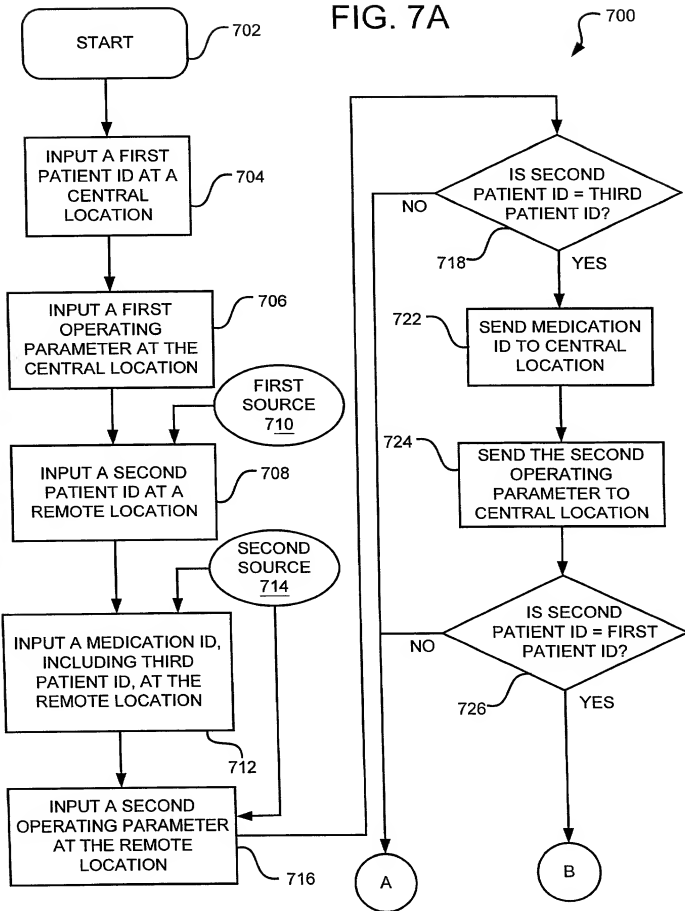 FIG. 7A
700
START
702
INPUT A FIRST
PATIENT ID AT A
CENTRAL
LOCATION
704
INPUT A FIRST
OPERATING
PARAMETER AT THE
CENTRAL LOCATION
706
FIRST
SOURCE
710
INPUT A SECOND
PATIENT ID AT A
REMOTE LOCATION
708
SECOND
SOURCE
714
INPUT A MEDICATION ID,
INCLUDING THIRD
PATIENT ID, AT THE
REMOTE LOCATION
712
INPUT A SECOND
OPERATING PARAMETER
AT THE REMOTE
LOCATION
716
IS SECOND
PATIENT ID = THIRD
PATIENT ID?
NO
718
YES
722
SEND MEDICATION
ID TO CENTRAL
LOCATION
724
SEND THE SECOND
OPERATING
PARAMETER TO
CENTRAL LOCATION
IS SECOND
PATIENT ID = FIRST
PATIENT ID?
NO
726
YES
A
B